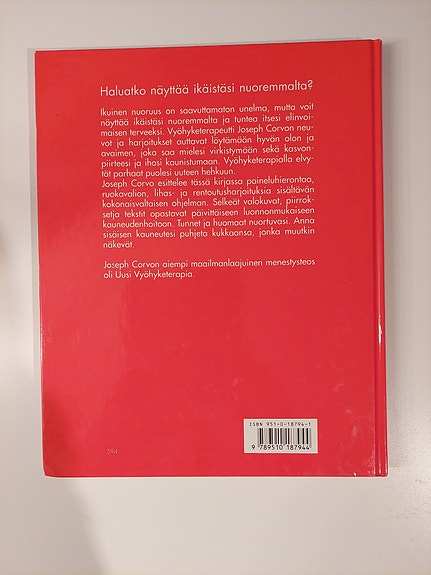 Haluatko näyttää ikäistäsi nuoremmalta?
Ikuinen nuoruus on saavuttamaton unelma, mutta voit
näyttää ikäistäsi nuoremmalta ja tuntea itsesi elinvoi-
maisen terveeksi. Vyöhyketerapeutti Joseph Corvon neu-
vot ja harjoitukset auttavat löytämään hyvän olon ja
avaimen, joka saa mielesi virkistymään sekä kasvon-
piirteesi ja ihosi kaunistumaan. Vyöhyketerapialla elvy-
tät parhaat puolesi uuteen hehkuun.
Joseph Corvo esittelee tässä kirjassa paineluhierontaa,
ruokavalion, lihas- ja rentoutusharjoituksia sisältävän
kokonaisvaltaisen ohjelman. Selkeät valokuvat, piirrok-
setja tekstit opastavat päivittäiseen luonnonmukaiseen
kauneudenhoitoon. Tunnet ja huomaat nuortuvasi. Anna
sisäisen kauneutesi puhjeta kukkaansa, jonka muutkin
näkevät.
Joseph Corvon aiempi maailmanlaajuinen menestysteos
oli Uusi Vyöhyketerapia.
ISBN 951-0-18794-1
9 789510 187944
594